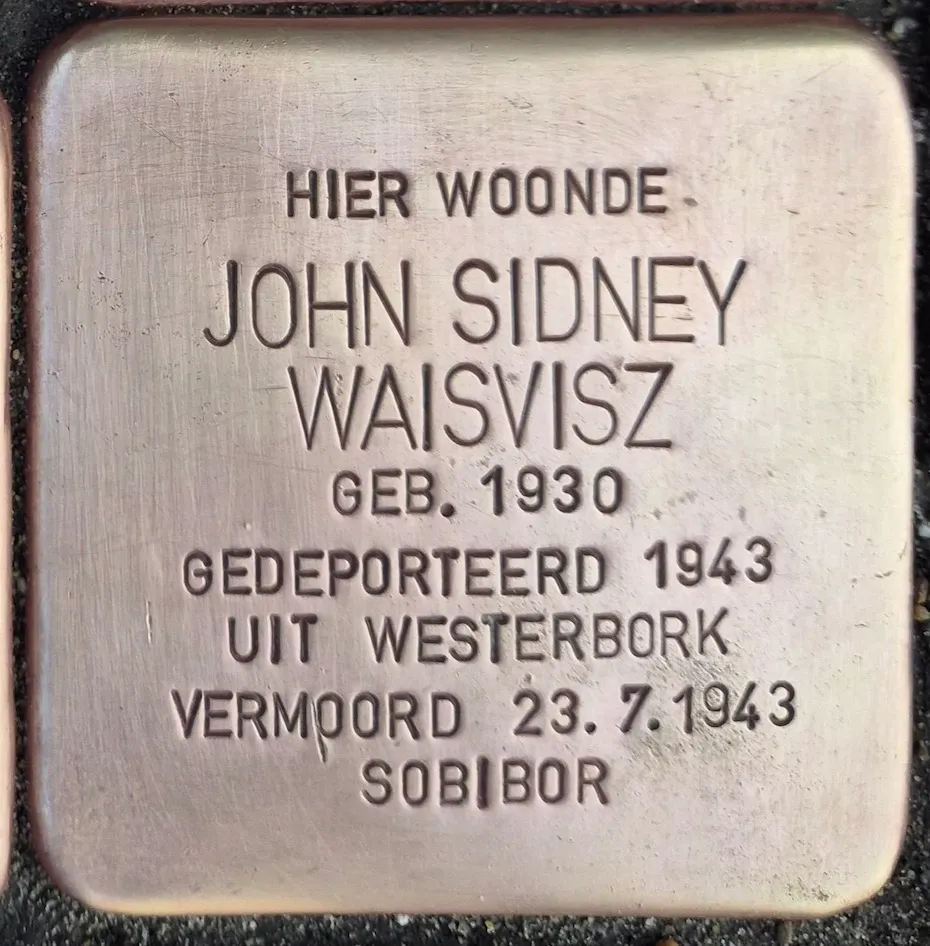 HIER WOONDE
JOHN SIDNEY
WAISVISZ
GEB. 1930
GEDEPORTEERD 1943
UIT WESTERBORK
VERMOORD 23.7.1943
SOBIBOR